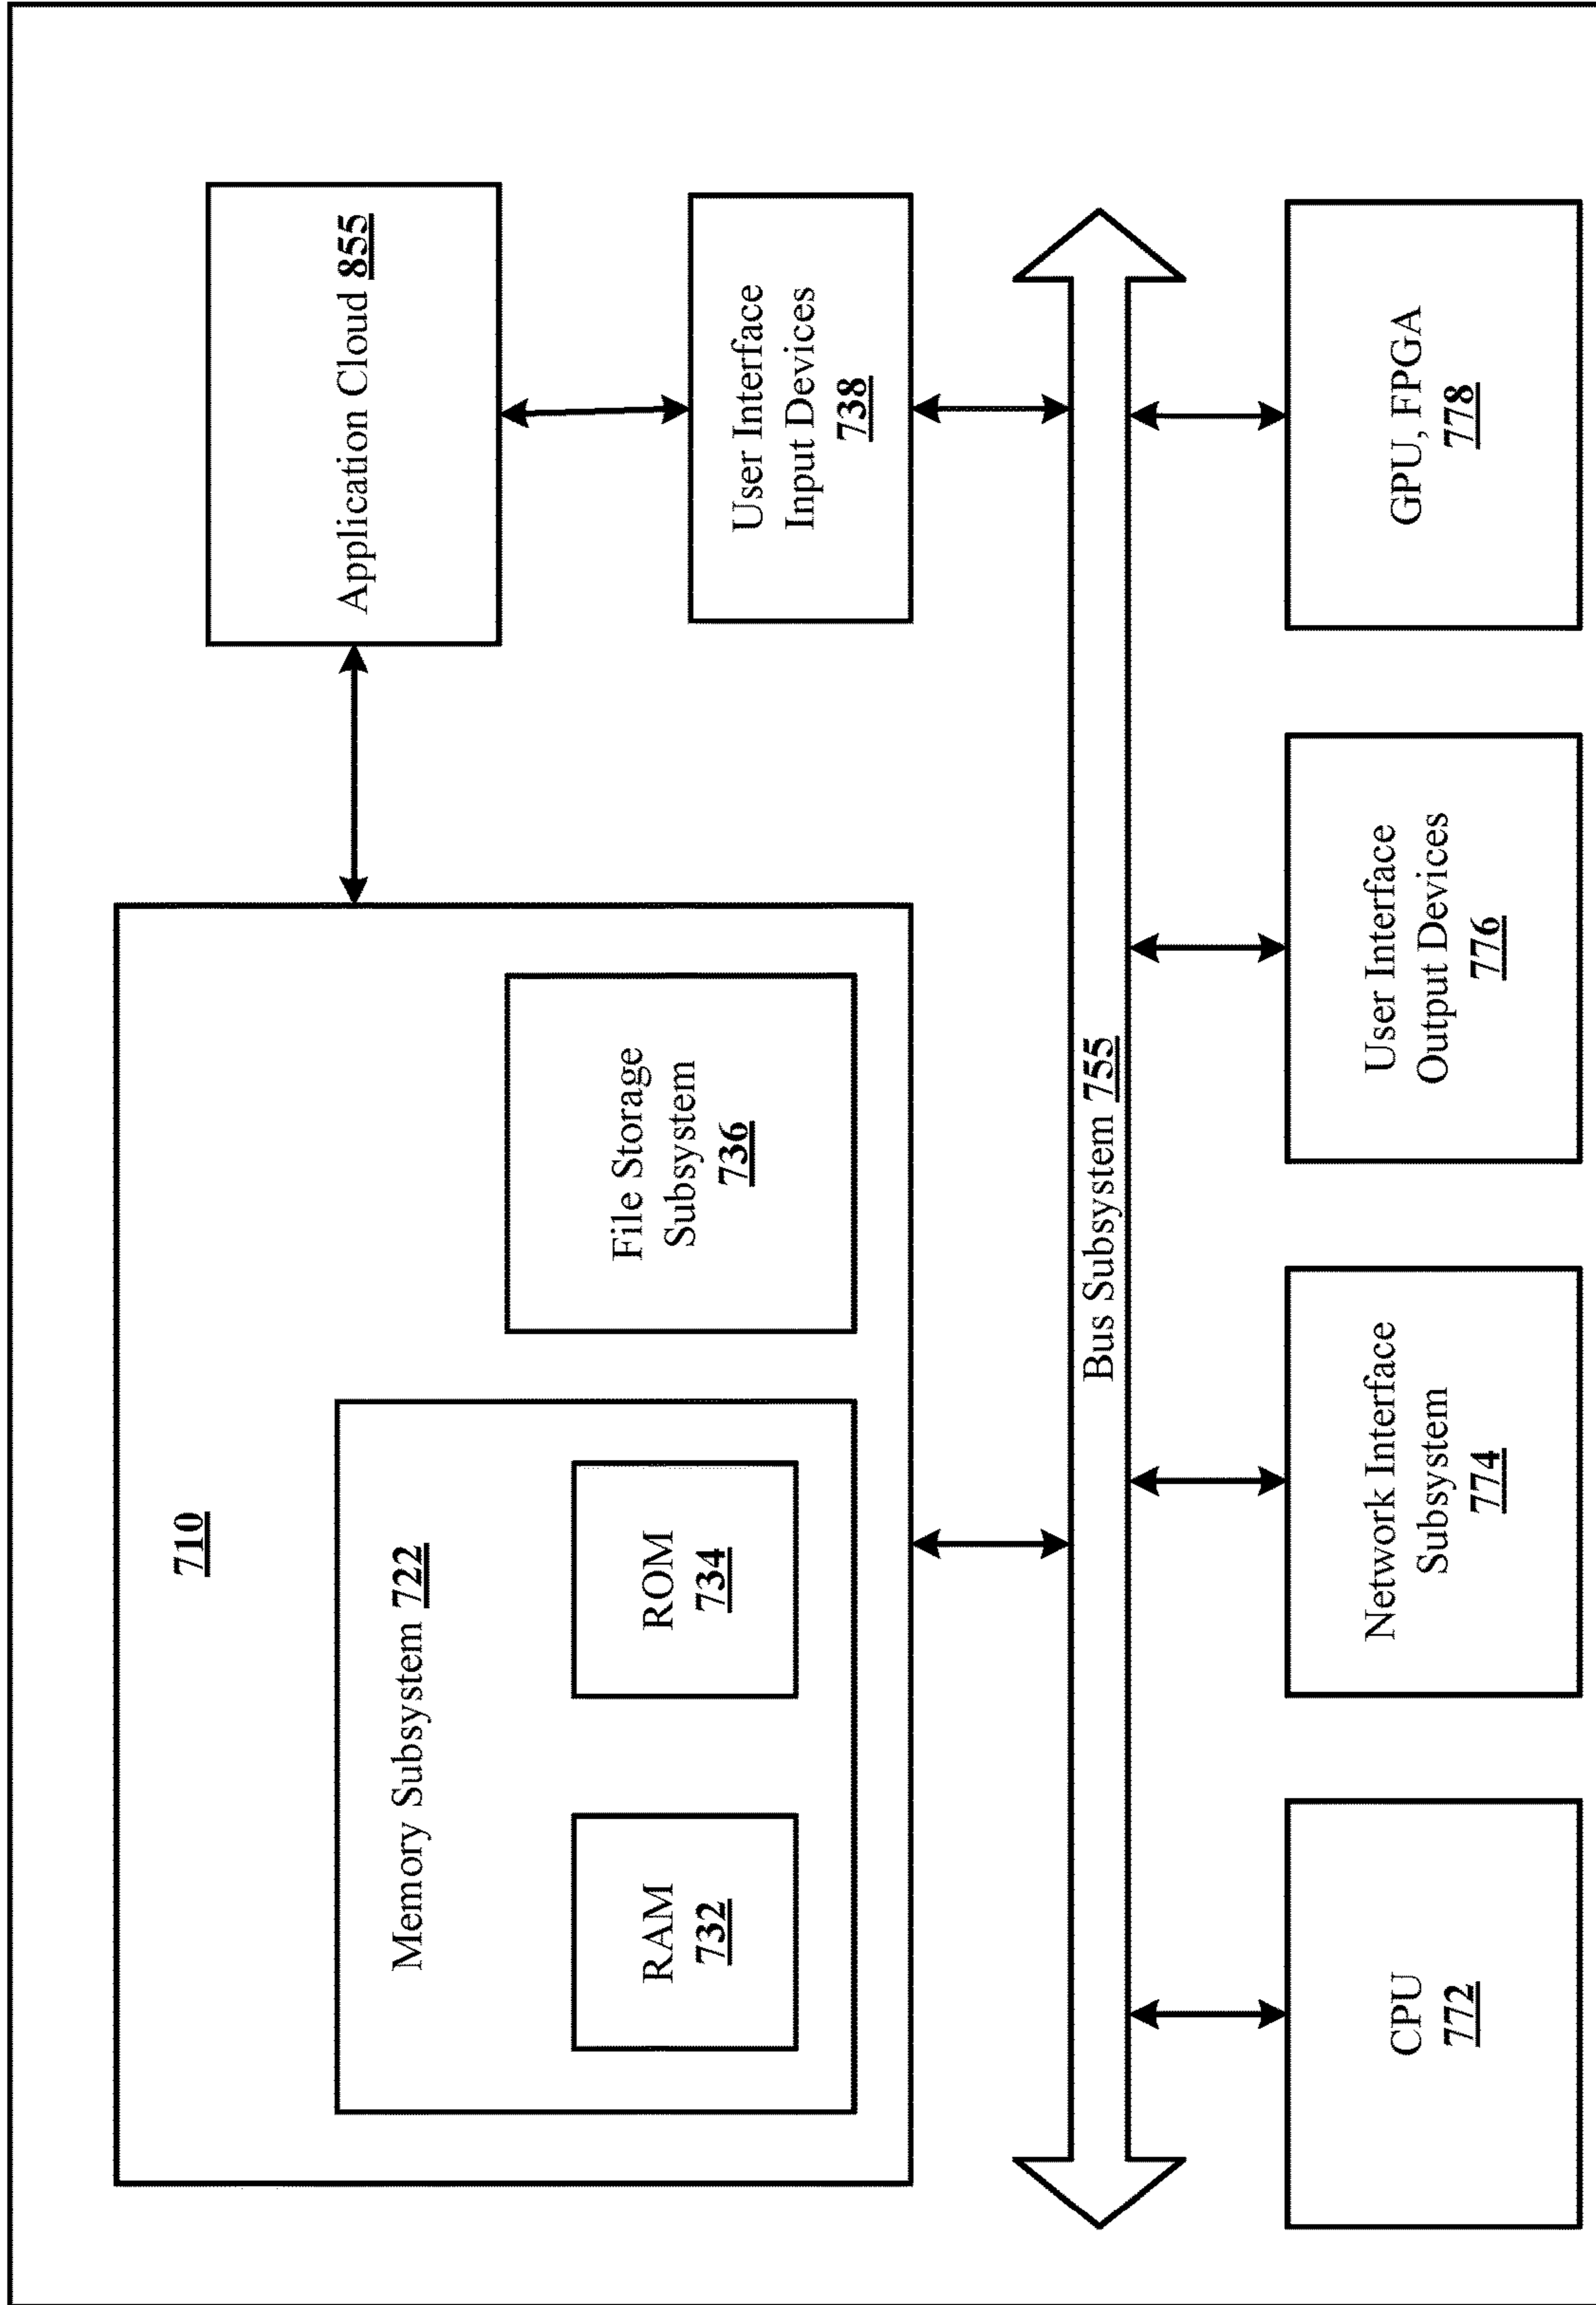 710
Application Cloud 855
Memory Subsystem 722
RAM
732
ROM
734
File Storage
Subsystem
736
User Interface
Input Devices
738
Bus Subsystem 755
CPU
772
Network Interface
Subsystem
774
User Interface
Output Devices
776
GPU, FPGA
778